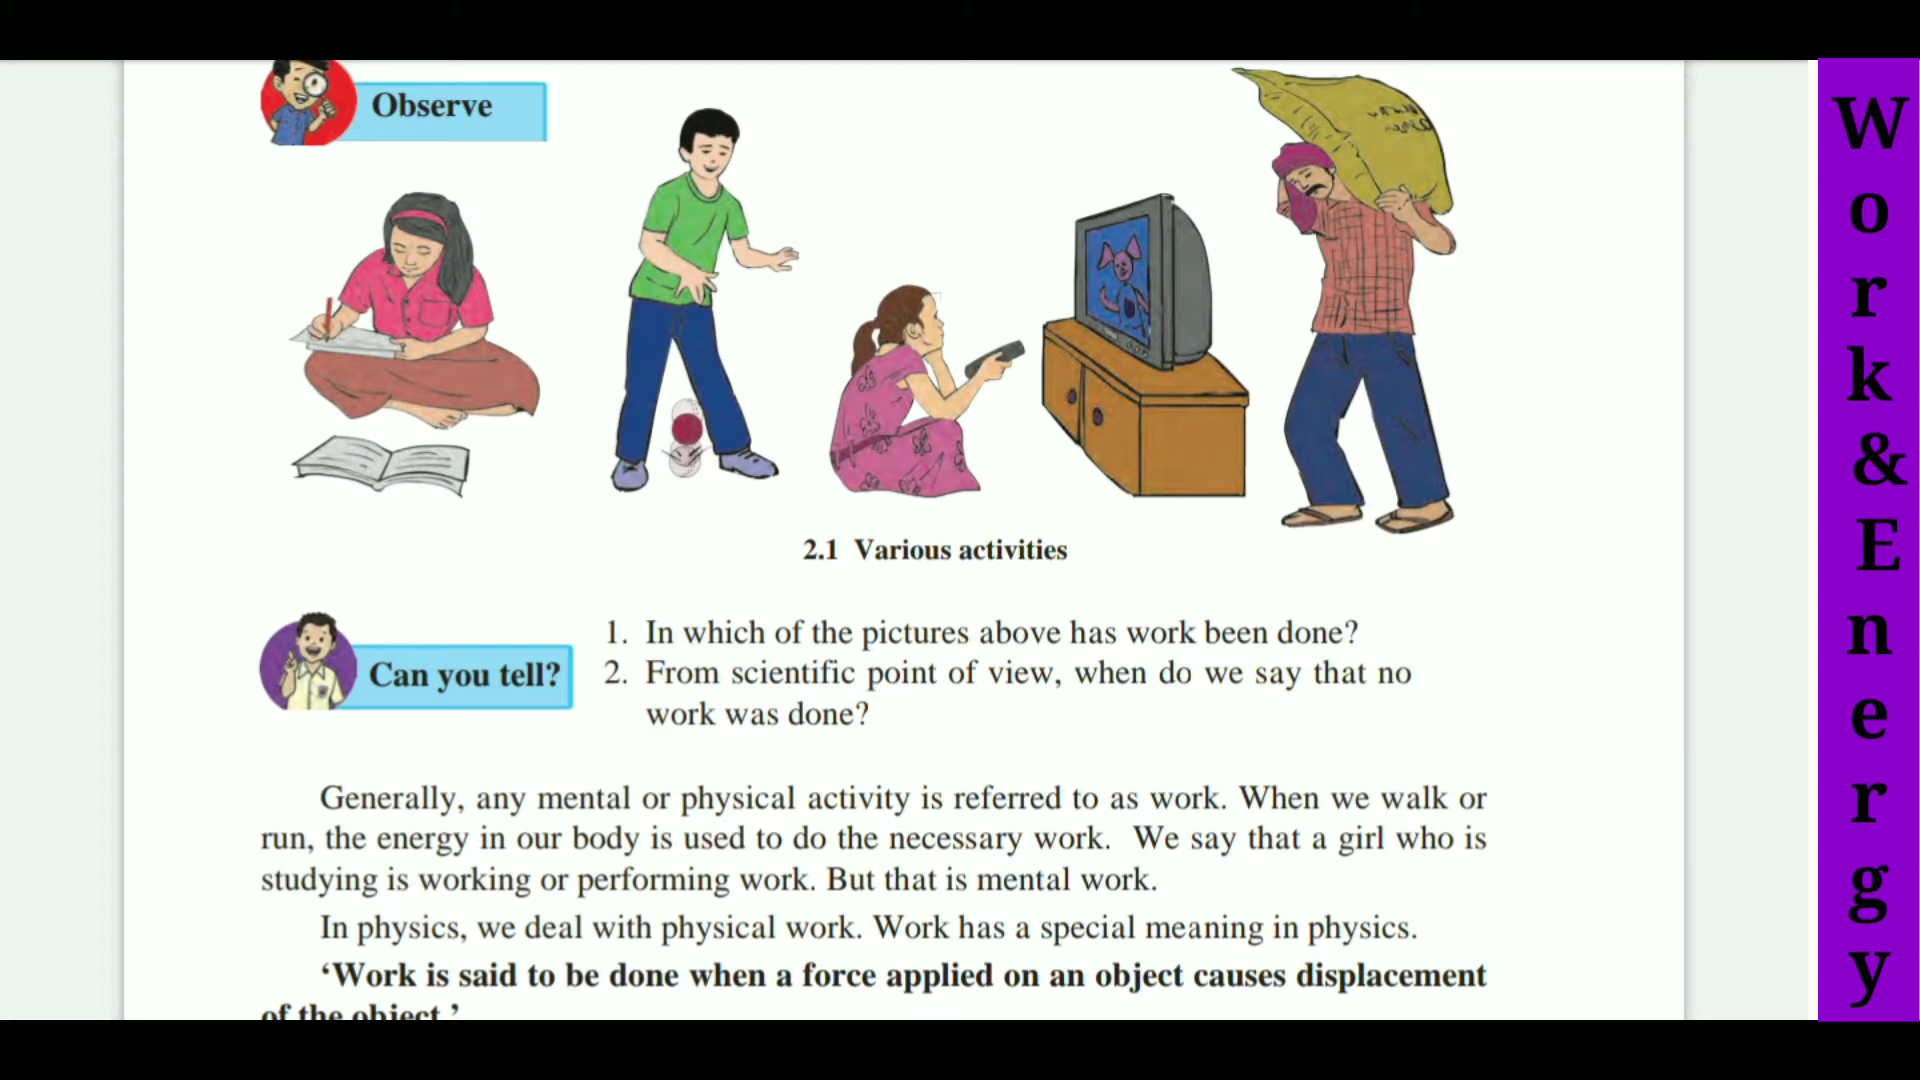 Observe
2.1 Various activities
Can you tell?
1. In which of the pictures above has work been done?
2. From scientific point of view, when do we say that no
work was done?
Generally, any mental or physical activity is referred to as work. When we walk or
run, the energy in our body is used to do the necessary work. We say that a girl who is
studying is working or performing work. But that is mental work.
In physics, we deal with physical work. Work has a special meaning in physics.
‘Work is said to be done when a force applied on an object causes displacement
of the object.’
Work&Energy